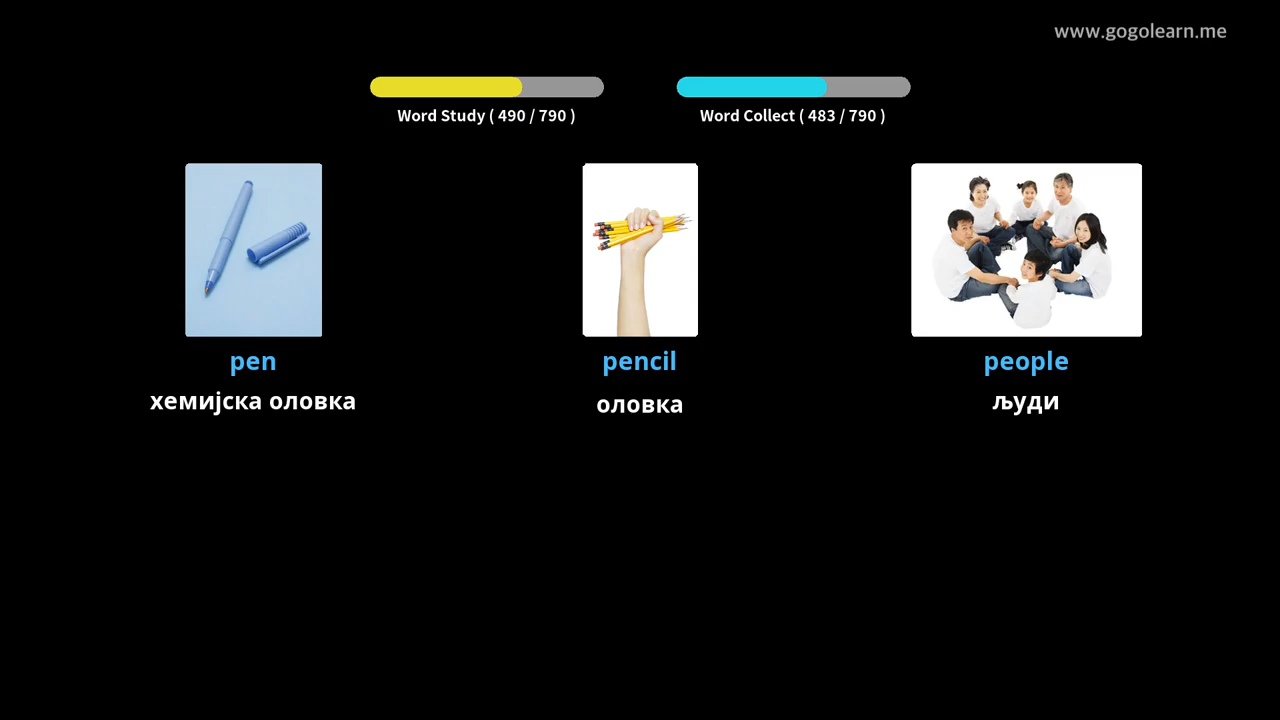 www.gogolearn.me
Word Study ( 490 / 790 )
Word Collect ( 483 / 790 )
pen
хемијска оловка
pencil
оловка
people
људи